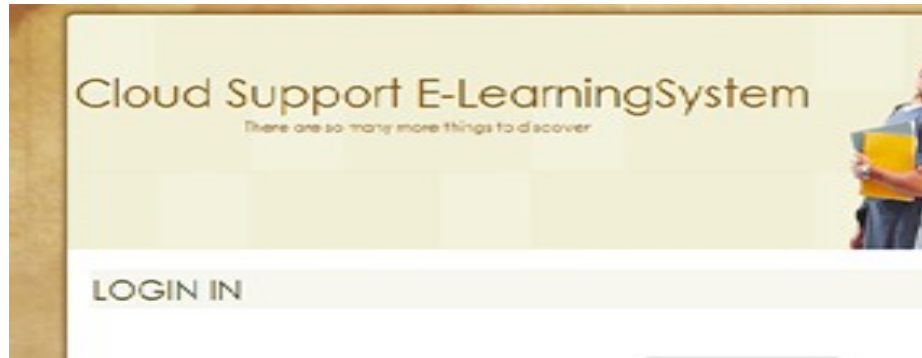 Cloud Support E-LearningSystem
There are so many more things to discover
LOGIN IN